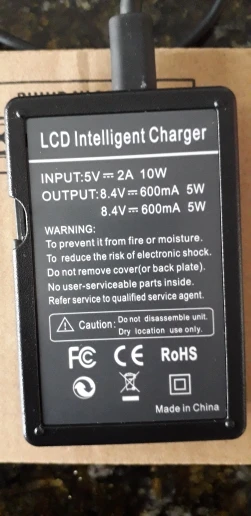 LCD Intelligent Charger
INPUT:5V⎓2A 10W
OUTPUT:8.4V⎓600mA 5W
8.4V⎓600mA 5W
WARNING:
To prevent it from fire or moisture.
To reduce the risk of electronic shock.
Do not remove cover(or back plate).
No user-serviceable parts inside.
Refer service to qualified service agent.
Caution: Do not disassemble unit.
Dry location use only.
FC CE RoHS
Made in China